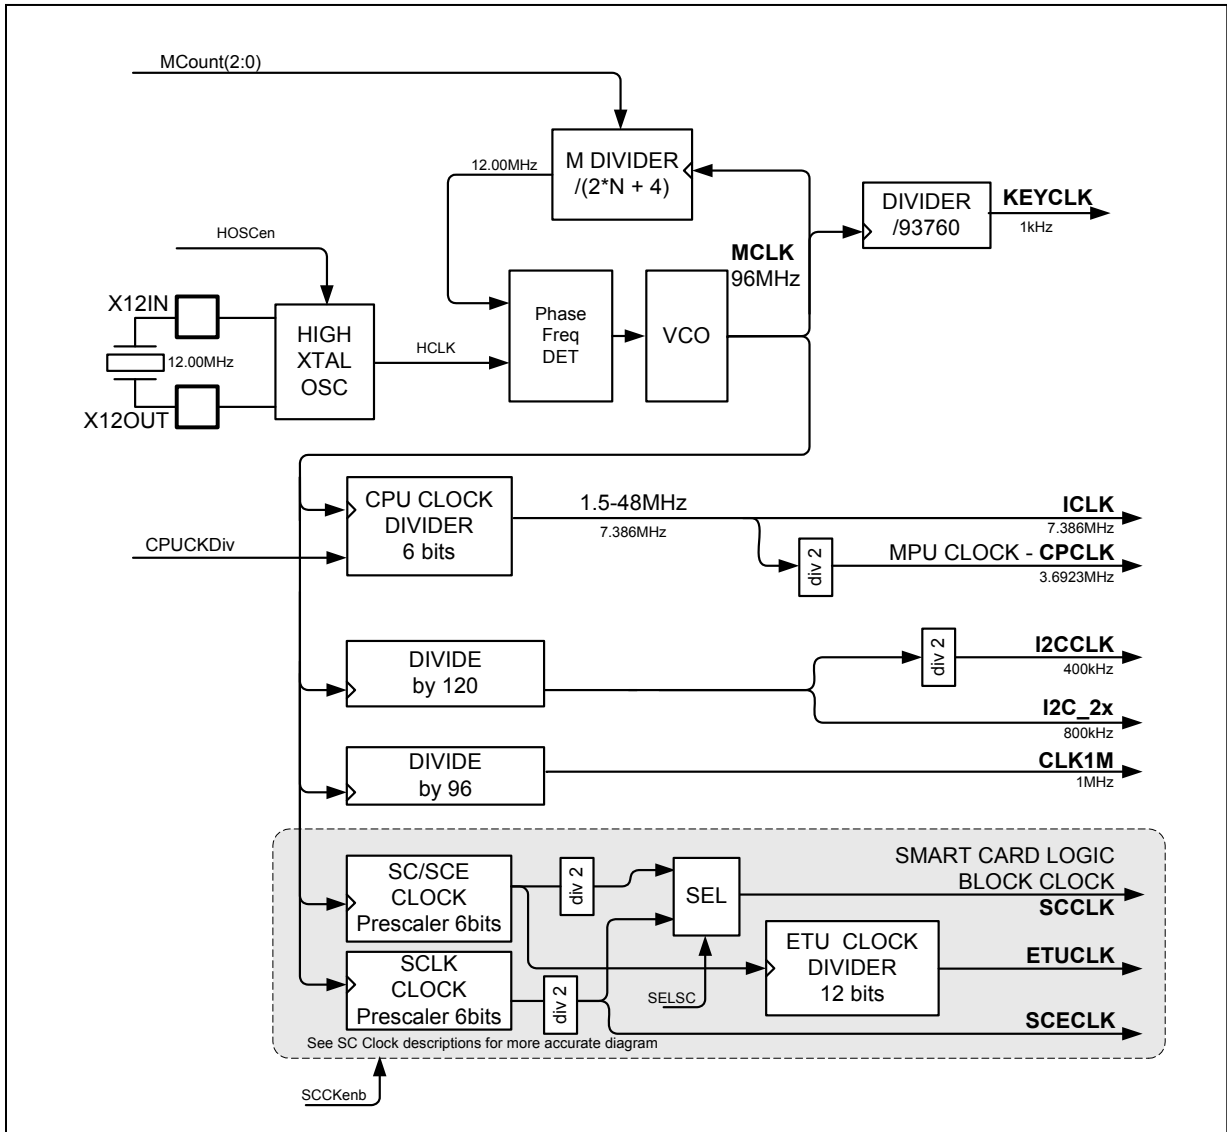 MCount(2:0)
12.00MHz
M DIVIDER
/(2*N + 4)
DIVIDER
/93760
KEYCLK
1kHz
HOSCen
MCLK
96MHz
X12IN
12.00MHz
X12OUT
HIGH
XTAL
OSC
HCLK
Phase
Freq
DET
VCO
CPU CLOCK
DIVIDER
6 bits
CPUCKDiv
1.5-48MHz
7.386MHz
ICLK
7.386MHz
div 2
MPU CLOCK - CPCLK
3.6923MHz
DIVIDE
by 120
div 2
I2CCLK
400kHz
I2C_2x
800kHz
DIVIDE
by 96
CLK1M
1MHz
SC/SCE
CLOCK
Prescaler 6bits
div 2
SEL
SMART CARD LOGIC
BLOCK CLOCK
SCCLK
SCLK
CLOCK
Prescaler 6bits
div 2
SELSC
ETU CLOCK
DIVIDER
12 bits
ETUCLK
SCECLK
See SC Clock descriptions for more accurate diagram
SCCKenb